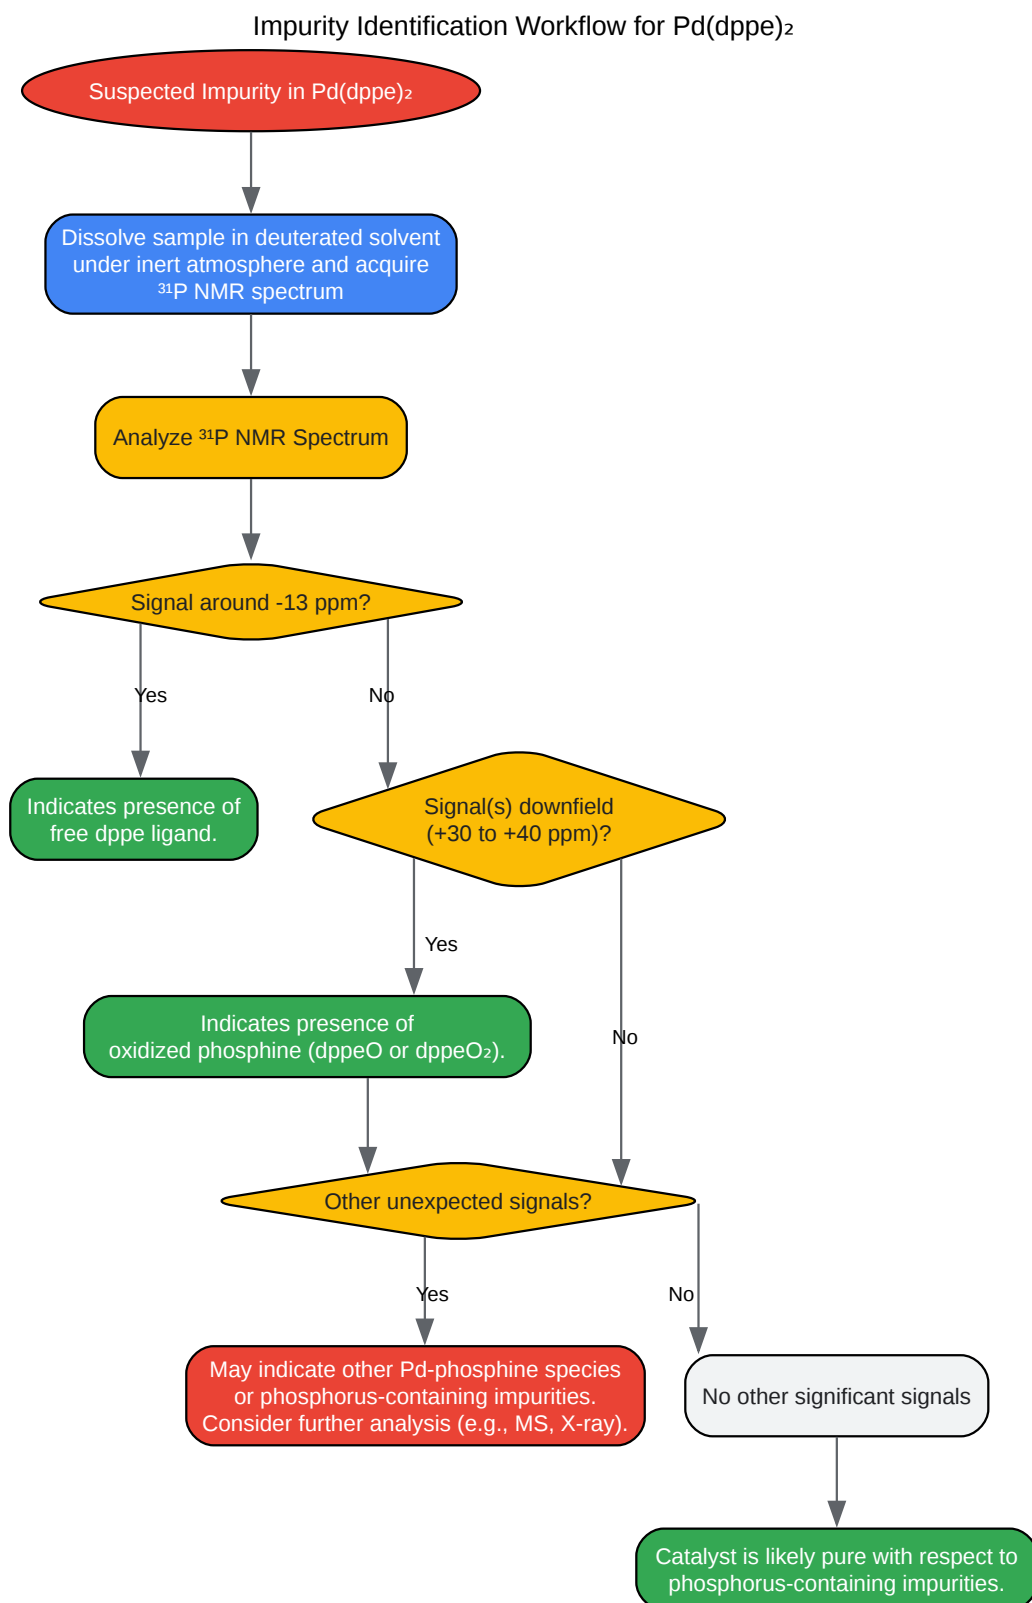 Impurity Identification Workflow for Pd(dppe)₂
Suspected Impurity in Pd(dppe)₂
Dissolve sample in deuterated solvent
under inert atmosphere and acquire
³¹P NMR spectrum
Analyze ³¹P NMR Spectrum
Signal around -13 ppm?
Yes
No
Indicates presence of
free dppe ligand.
Signal(s) downfield
(+30 to +40 ppm)?
Yes
No
Indicates presence of
oxidized phosphine (dppeO or dppeO₂).
Other unexpected signals?
Yes
No
May indicate other Pd-phosphine species
or phosphorus-containing impurities.
Consider further analysis (e.g., MS, X-ray).
No other significant signals
Catalyst is likely pure with respect to
phosphorus-containing impurities.